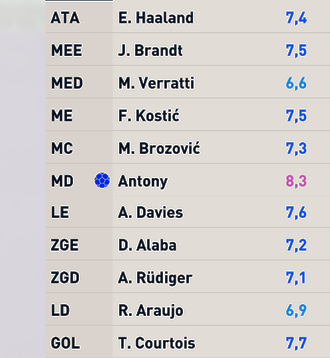 ATA E. Haaland 7,4
MEE J. Brandt 7,5
MED M. Verratti 6,6
ME F. Kostić 7,5
MC M. Brozović 7,3
MD Antony 8,3
LE A. Davies 7,6
ZGE D. Alaba 7,2
ZGD A. Rüdiger 7,1
LD R. Araujo 6,9
GOL T. Courtois 7,7